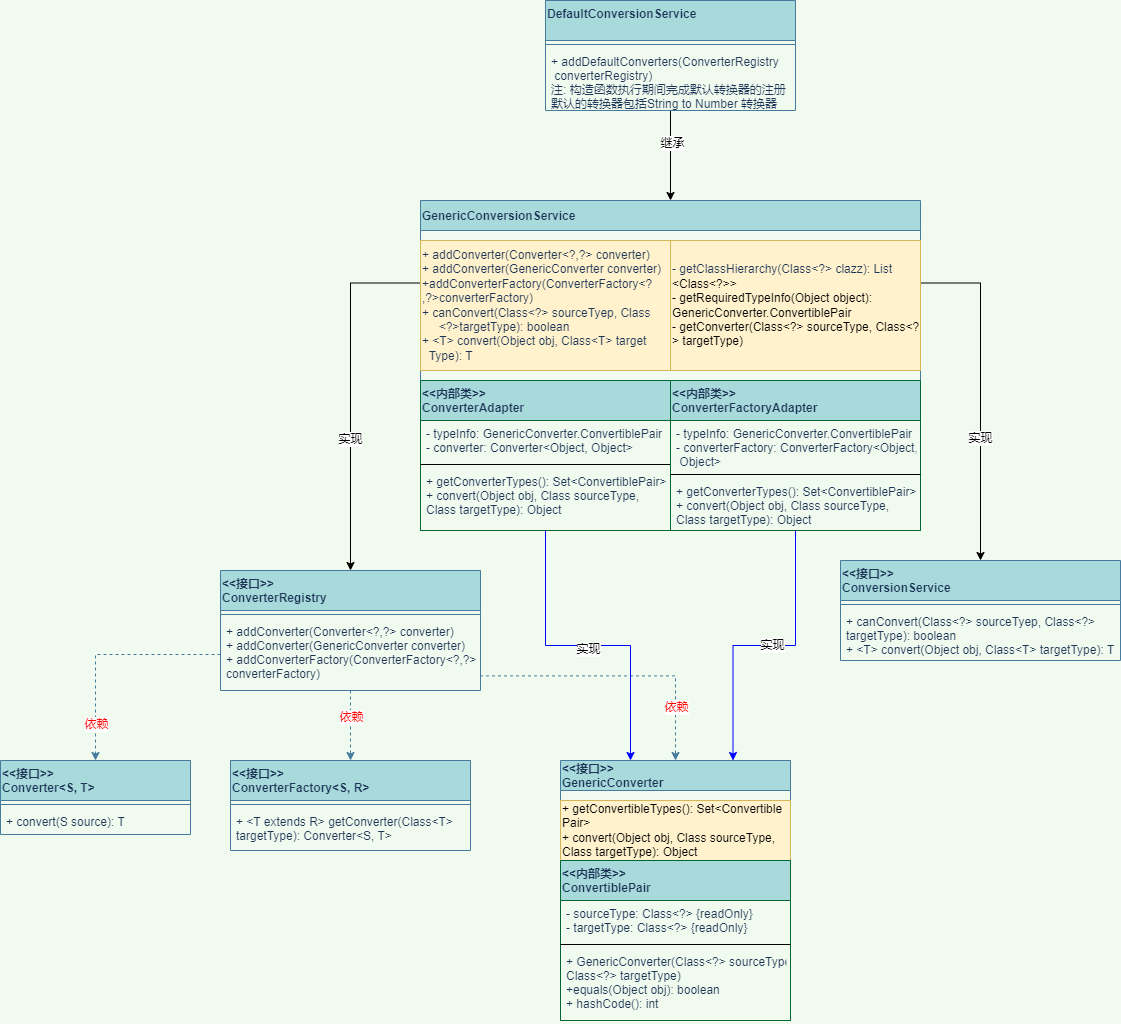 DefaultConversionService
+ addDefaultConverters(ConverterRegistry
converterRegistry)
注: 构造函数执行期间完成默认转换器的注册
默认的转换器包括String to Number 转换器
继承
GenericConversionService
+ addConverter(Converter<?,?> converter)
+ addConverter(GenericConverter converter)
+addConverterFactory(ConverterFactory<?
,?>converterFactory)
+ canConvert(Class<?> sourceTyep, Class
<?>targetType): boolean
+ <T> convert(Object obj, Class<T> target
Type): T
- getClassHierarchy(Class<?> clazz): List
<Class<?>>
- getRequiredTypeInfo(Object object):
GenericConverter.ConvertiblePair
- getConverter(Class<?> sourceType, Class<?
> targetType)
<<内部类>>
ConverterAdapter
- typeInfo: GenericConverter.ConvertiblePair
- converter: Converter<Object, Object>
+ getConverterTypes(): Set<ConvertiblePair>
+ convert(Object obj, Class sourceType,
Class targetType): Object
<<内部类>>
ConverterFactoryAdapter
- typeInfo: GenericConverter.ConvertiblePair
- converterFactory: ConverterFactory<Object,
Object>
+ getConverterTypes(): Set<ConvertiblePair>
+ convert(Object obj, Class sourceType,
Class targetType): Object
实现
实现
<<接口>>
ConverterRegistry
+ addConverter(Converter<?,?> converter)
+ addConverter(GenericConverter converter)
+ addConverterFactory(ConverterFactory<?,?>
converterFactory)
实现
实现
<<接口>>
ConversionService
+ canConvert(Class<?> sourceTyep, Class<?>
targetType): boolean
+ <T> convert(Object obj, Class<T> targetType): T
依赖
依赖
依赖
<<接口>>
Converter<S, T>
+ convert(S source): T
<<接口>>
ConverterFactory<S, R>
+ <T extends R> getConverter(Class<T>
targetType): Converter<S, T>
<<接口>>
GenericConverter
+ getConvertibleTypes(): Set<Convertible
Pair>
+ convert(Object obj, Class sourceType,
Class targetType): Object
<<内部类>>
ConvertiblePair
- sourceType: Class<?> {readOnly}
- targetType: Class<?> {readOnly}
+ GenericConverter(Class<?> sourceType
Class<?> targetType)
+equals(Object obj): boolean
+ hashCode(): int